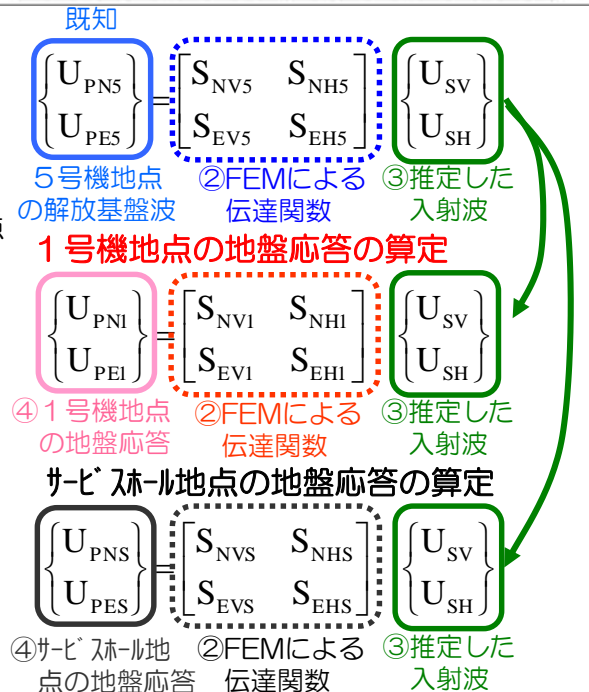 既知
{U_PN5 U_PE5} = [S_NV5 S_NH5 S_EV5 S_EH5] {U_SV U_SH}
5号機地点 ②FEMによる ③推定した
の解放基盤波 伝達関数 入射波
点
1号機地点の地盤応答の算定
{U_PN1 U_PE1} = [S_NV1 S_NH1 S_EV1 S_EH1] {U_SV U_SH}
④1号機地点 ②FEMによる ③推定した
の地盤応答 伝達関数 入射波
ｻｰﾋﾞｽﾎｰﾙ地点の地盤応答の算定
{U_PNS U_PES} = [S_NVS S_NHS S_EVS S_EHS] {U_SV U_SH}
④ｻｰﾋﾞｽﾎｰﾙ地 ②FEMによる ③推定した
点の地盤応答 伝達関数 入射波